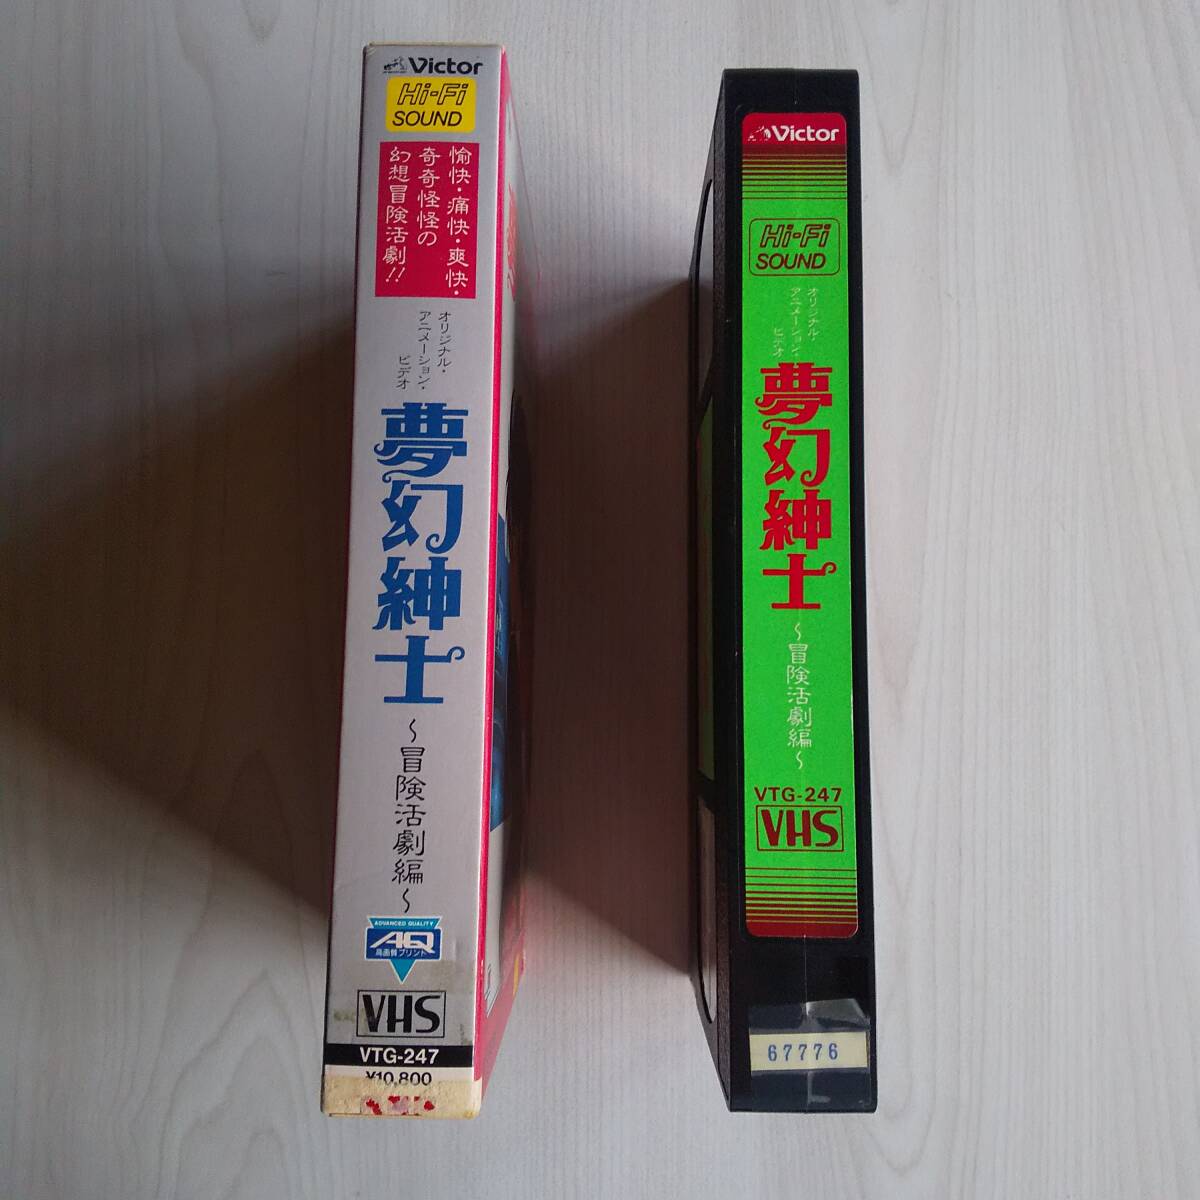 Victor
Hi-Fi
SOUND
愉快・痛快・爽快・
奇奇怪怪の
幻想冒険活劇!!
オリジナル・
アニメーション・
ビデオ
夢幻紳士
～冒険活劇編～
ADVANCED QUALITY
AQ
高画質プリント
VHS
VTG-247
¥10,800
Victor
Hi-Fi
SOUND
オリジナル・
アニメーション・
ビデオ
夢幻紳士
～冒険活劇編～
VTG-247
VHS
67776